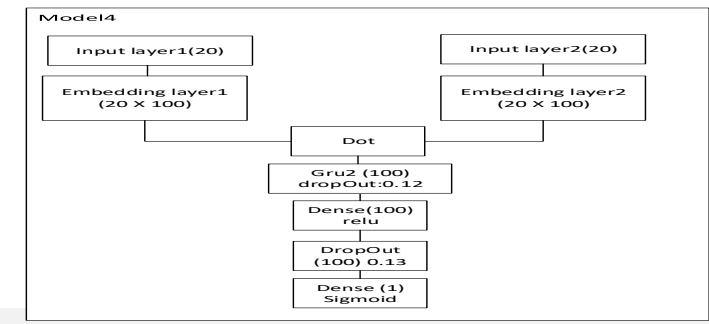 Model4
Input layer1(20)
Input layer2(20)
Embedding layer1
(20 X 100)
Embedding layer2
(20 X 100)
Dot
Gru2 (100)
dropOut:0.12
Dense(100)
relu
DropOut
(100) 0.13
Dense (1)
Sigmoid